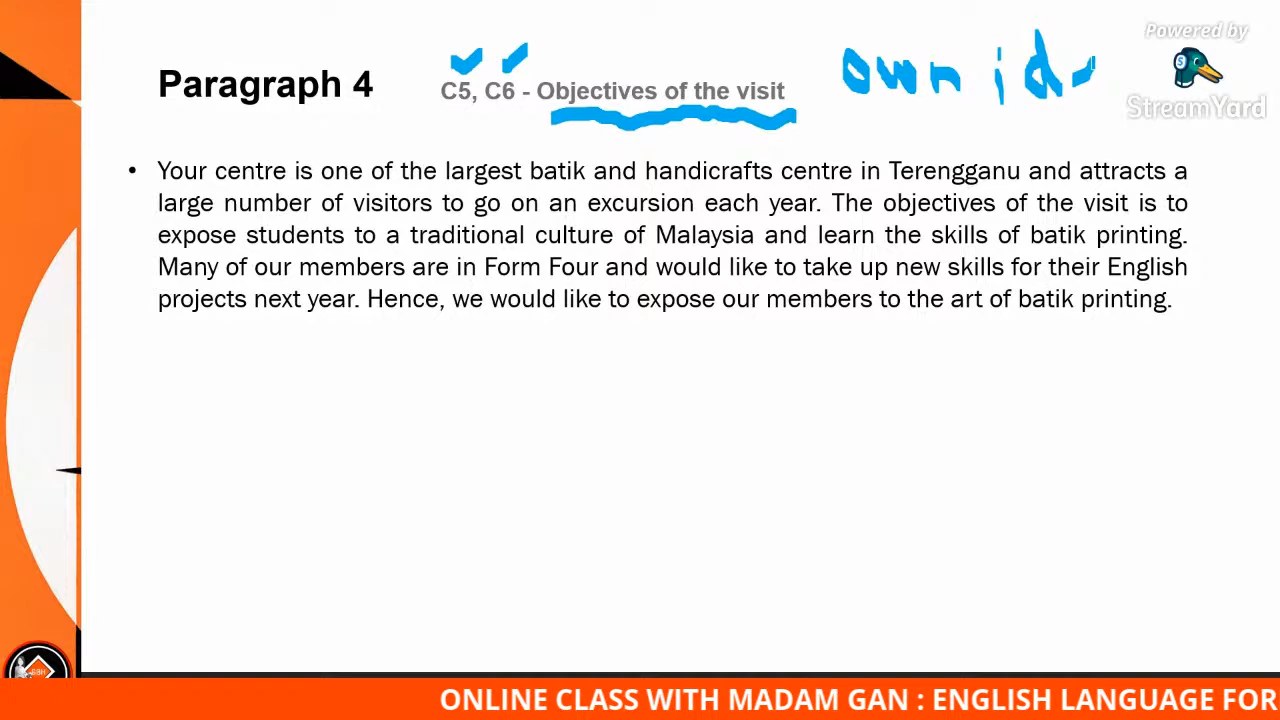 Powered by
own id
Paragraph 4
C5, C6 - Objectives of the visit
StreamYard
• Your centre is one of the largest batik and handicrafts centre in Terengganu and attracts a
large number of visitors to go on an excursion each year. The objectives of the visit is to
expose students to a traditional culture of Malaysia and learn the skills of batik printing.
Many of our members are in Form Four and would like to take up new skills for their English
projects next year. Hence, we would like to expose our members to the art of batik printing.
ONLINE CLASS WITH MADAM GAN : ENGLISH LANGUAGE FOR